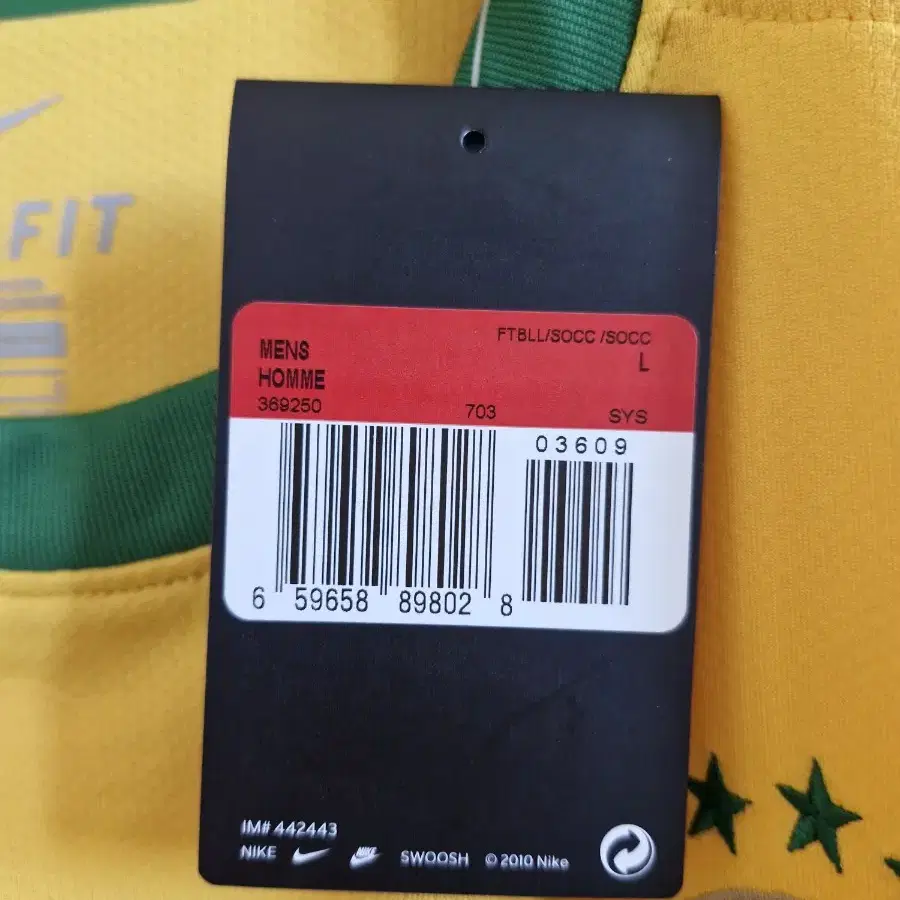 FIT
FTBLL/SOCC /SOCC
MENS L
HOMME
369250 703 SYS
03609
6 59658 89802 8
IM# 442443
NIKE NIKE SWOOSH © 2010 Nike